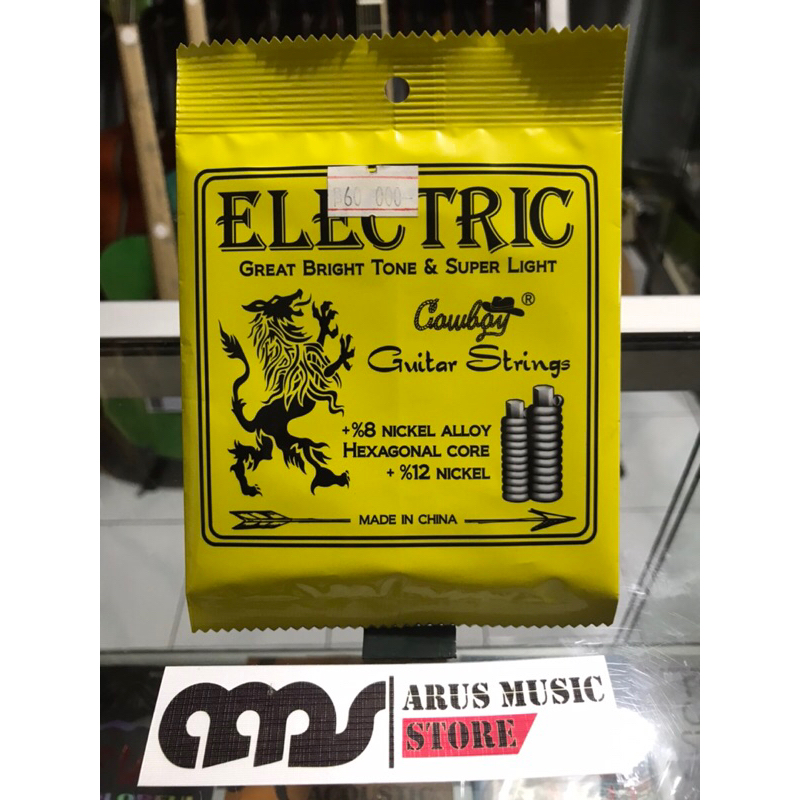 60 000
ELECTRIC
GREAT BRIGHT TONE & SUPER LIGHT
Cowboy ®
Guitar Strings
+%8 NICKEL ALLOY
HEXAGONAL CORE
+ %12 NICKEL
MADE IN CHINA
ams
ARUS MUSIC
STORE